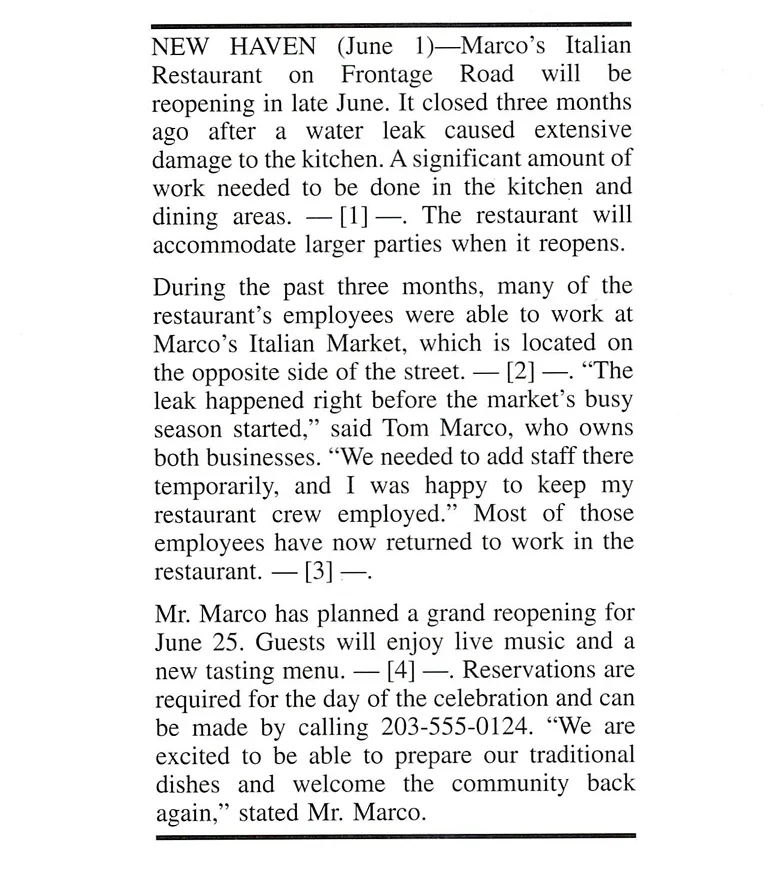 NEW HAVEN (June 1)—Marco's Italian
Restaurant on Frontage Road will be
reopening in late June. It closed three months
ago after a water leak caused extensive
damage to the kitchen. A significant amount of
work needed to be done in the kitchen and
dining areas. — [1] —. The restaurant will
accommodate larger parties when it reopens.
During the past three months, many of the
restaurant's employees were able to work at
Marco's Italian Market, which is located on
the opposite side of the street. — [2] —. “The
leak happened right before the market's busy
season started,” said Tom Marco, who owns
both businesses. “We needed to add staff there
temporarily, and I was happy to keep my
restaurant crew employed.” Most of those
employees have now returned to work in the
restaurant. — [3] —.
Mr. Marco has planned a grand reopening for
June 25. Guests will enjoy live music and a
new tasting menu. — [4] —. Reservations are
required for the day of the celebration and can
be made by calling 203-555-0124. “We are
excited to be able to prepare our traditional
dishes and welcome the community back
again,” stated Mr. Marco.